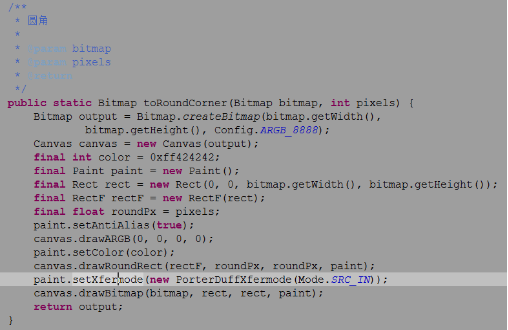 /**
 * 圆角
 *
 * @param bitmap
 * @param pixels
 * @return
 */
public static Bitmap toRoundCorner(Bitmap bitmap, int pixels) {
    Bitmap output = Bitmap.createBitmap(bitmap.getWidth(),
            bitmap.getHeight(), Config.ARGB_8888);
    Canvas canvas = new Canvas(output);
    final int color = 0xff424242;
    final Paint paint = new Paint();
    final Rect rect = new Rect(0, 0, bitmap.getWidth(), bitmap.getHeight());
    final RectF rectF = new RectF(rect);
    final float roundPx = pixels;
    paint.setAntiAlias(true);
    canvas.drawARGB(0, 0, 0, 0);
    paint.setColor(color);
    canvas.drawRoundRect(rectF, roundPx, roundPx, paint);
    paint.setXfermode(new PorterDuffXfermode(Mode.SRC_IN));
    canvas.drawBitmap(bitmap, rect, rect, paint);
    return output;
}